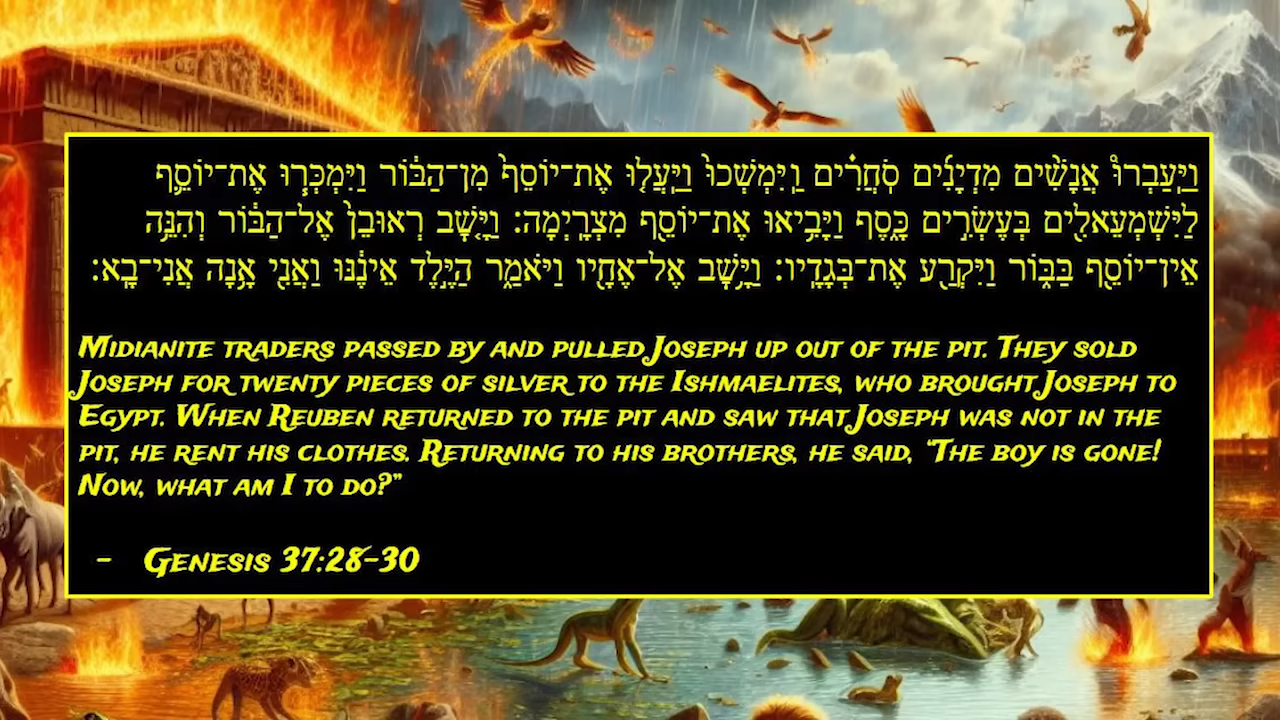 וַיַּֽעַבְרוּ֩ אֲנָשִׁ֨ים מִדְיָנִ֜ים סֹֽחֲרִ֗ים וַֽיִּמְשְׁכוּ֙ וַיַּֽעֲל֤וּ אֶת־יוֹסֵף֙ מִן־הַבּ֔וֹר וַיִּמְכְּר֧וּ אֶת־יוֹסֵ֛ף
לַיִּשְׁמְעֵאלִ֖ים בְּעֶשְׂרִ֣ים כָּ֑סֶף וַיָּבִ֥יאוּ אֶת־יוֹסֵ֖ף מִצְרָֽיְמָה׃ וַיָּ֤שָׁב רְאוּבֵן֙ אֶל־הַבּ֔וֹר וְהִנֵּ֥ה
אֵין־יוֹסֵ֖ף בַּבּ֑וֹר וַיִּקְרַ֖ע אֶת־בְּגָדָֽיו׃ וַיָּ֥שָׁב אֶל־אֶחָ֖יו וַיֹּאמַ֑ר הַיֶּ֣לֶד אֵינֶ֔נּוּ וַאֲנִ֖י אָ֥נָה אֲנִי־בָֽא׃
Midianite traders passed by and pulled Joseph up out of the pit. They sold
Joseph for twenty pieces of silver to the Ishmaelites, who brought Joseph to
Egypt. When Reuben returned to the pit and saw that Joseph was not in the
pit, he rent his clothes. Returning to his brothers, he said, "The boy is gone!
Now, what am I to do?"
- Genesis 37:28-30